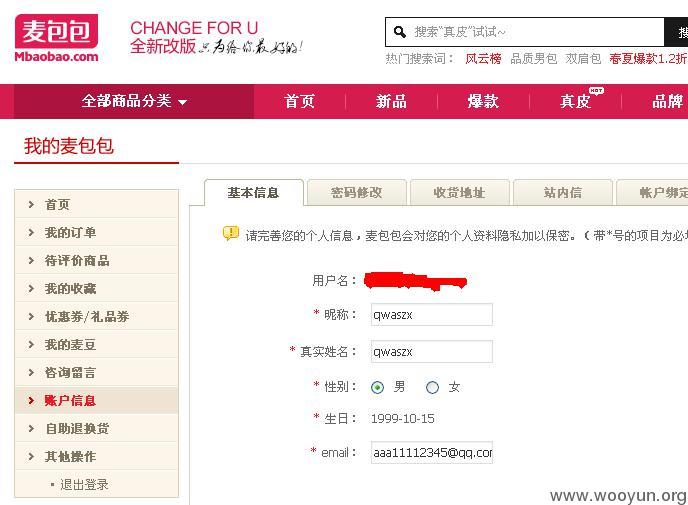 麦包包
Mbaobao.com
CHANGE FOR U
全新改版 只为给你最好的!
搜索“真皮”试试~
搜
热门搜索词： 风云榜 品质男包 双肩包 春夏爆款1.2折
全部商品分类
首页 新品 爆款 真皮 HOT 品牌
我的麦包包
首页
我的订单
待评价商品
我的收藏
优惠券/礼品券
我的麦豆
咨询留言
账户信息
自助退换货
其他操作
退出登录
基本信息 密码修改 收货地址 站内信 帐户绑定
请完善您的个人信息，麦包包会对您的个人资料隐私加以保密。( 带*号的项目为必填
用户名：
* 昵称： qwaszx
* 真实姓名： qwaszx
* 性别： 男 女
* 生日： 1999-10-15
* email： aaa11112345@qq.com
www.wooyun.org